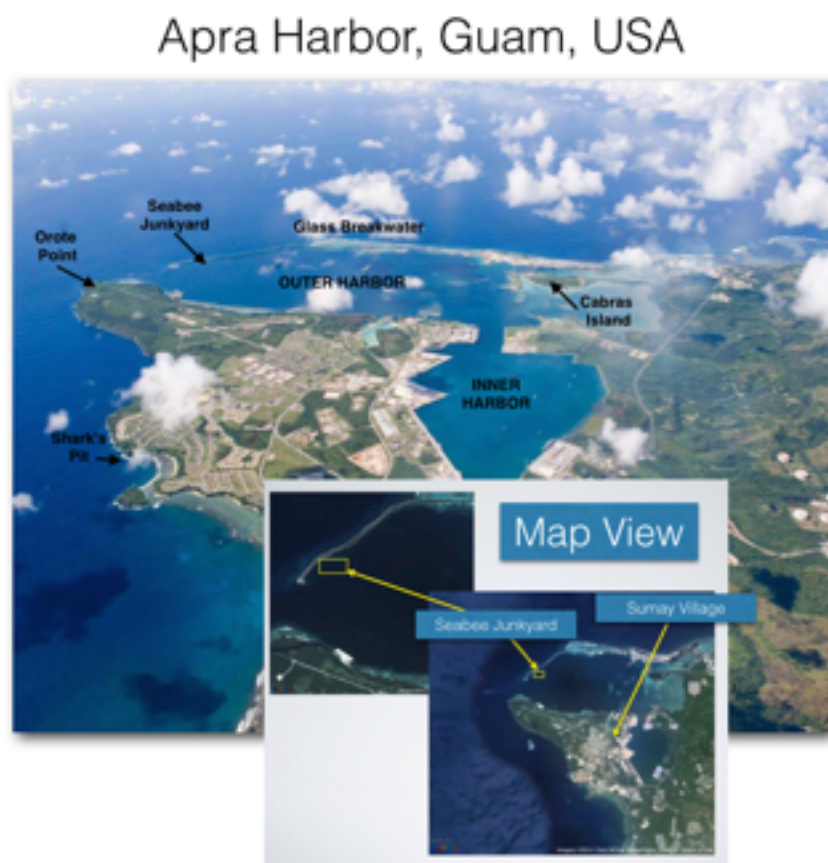 Apra Harbor, Guam, USA
Seabee
Junkyard
Glass Breakwater
Orote
Point
OUTER HARBOR
Cabras
Island
INNER
HARBOR
Shark's
Pit
Map View
Sumay Village
Seabee Junkyard